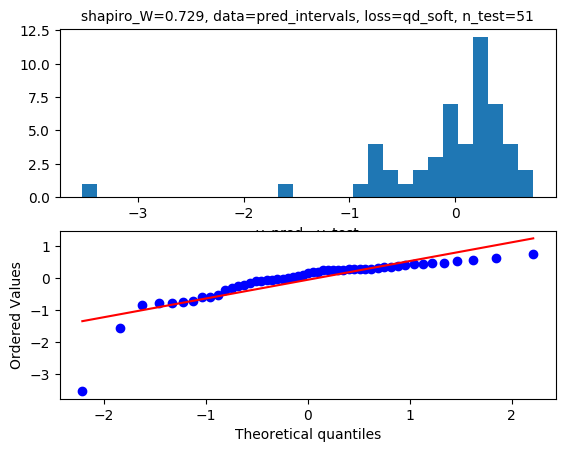 shapiro_W=0.729, data=pred_intervals, loss=qd_soft, n_test=51
12.5
10.0
7.5
5.0
2.5
0.0
−3 −2 −1 0
1
0
−1
−2
−3
Ordered Values
−2 −1 0 1 2
Theoretical quantiles